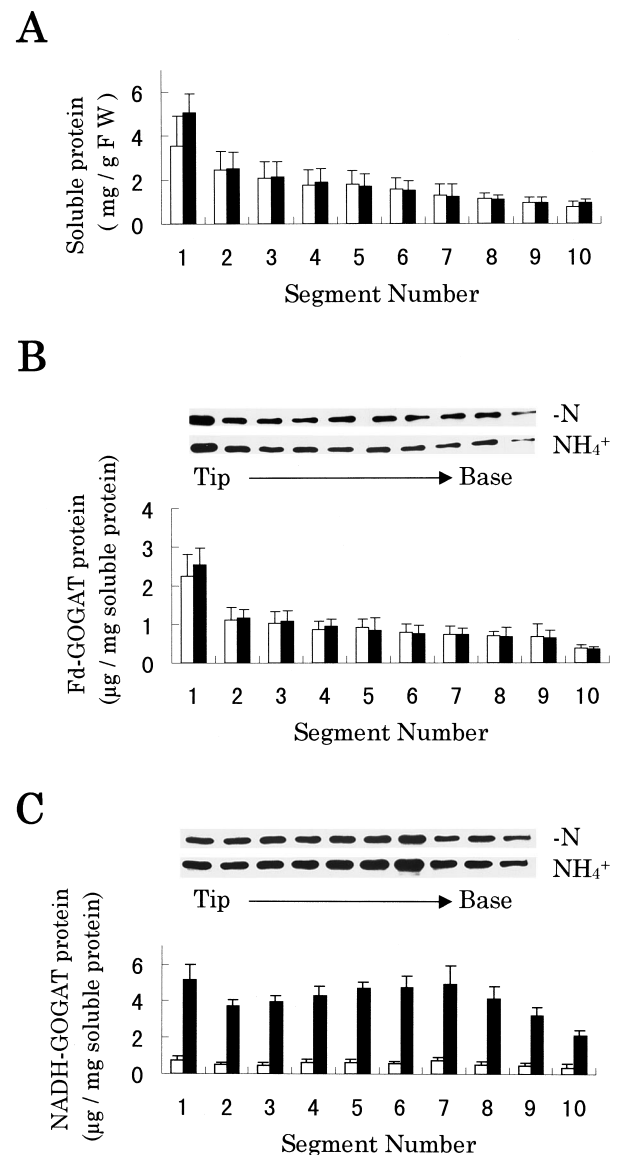 A
Soluble protein
( mg / g F W )
6
4
2
0
1 2 3 4 5 6 7 8 9 10
Segment Number
B
-N
NH₄⁺
Tip Base
Fd-GOGAT protein
(µg / mg soluble protein)
4
3
2
1
0
1 2 3 4 5 6 7 8 9 10
Segment Number
C
-N
NH₄⁺
Tip Base
NADH-GOGAT protein
(µg / mg soluble protein)
6
4
2
0
1 2 3 4 5 6 7 8 9 10
Segment Number